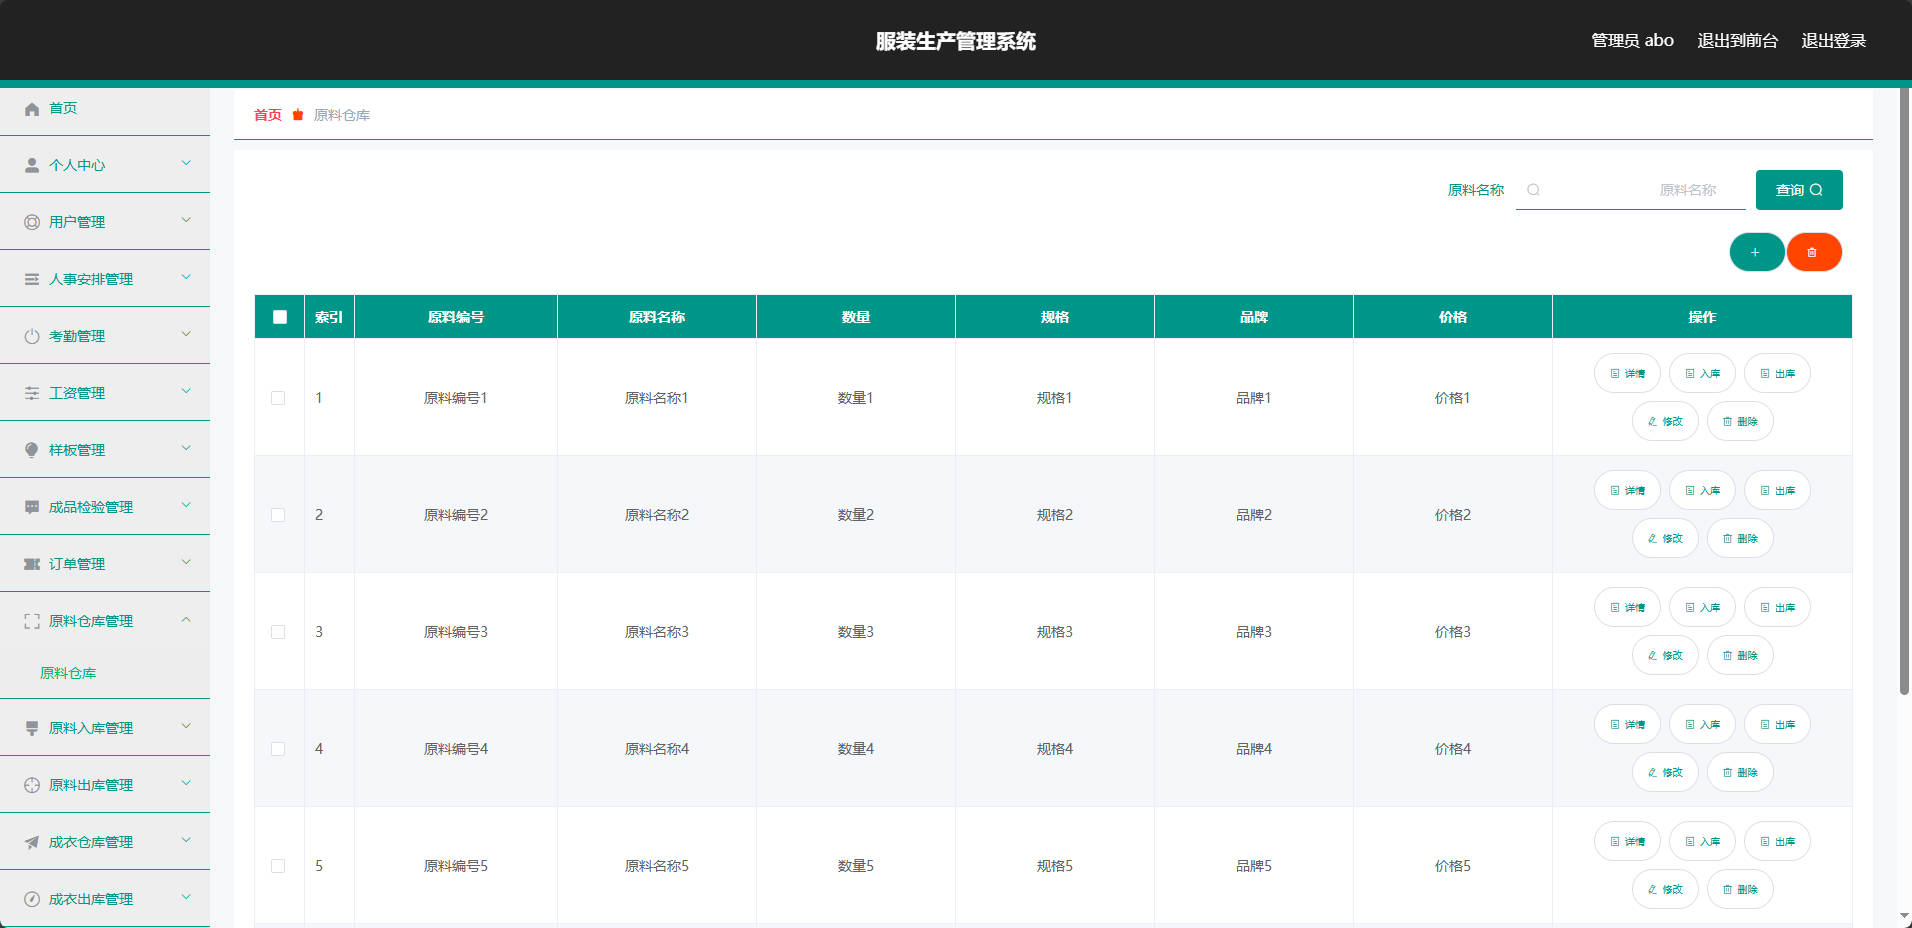 服装生产管理系统
管理员 abo 退出到前台 退出登录
首页
个人中心
用户管理
人事安排管理
考勤管理
工资管理
样板管理
成品检验管理
订单管理
原料仓库管理
原料仓库
原料入库管理
原料出库管理
成衣仓库管理
成衣出库管理
首页 原料仓库
原料名称 原料名称 查询
索引 原料编号 原料名称 数量 规格 品牌 价格 操作
1 原料编号1 原料名称1 数量1 规格1 品牌1 价格1 详情 入库 出库
修改 删除
2 原料编号2 原料名称2 数量2 规格2 品牌2 价格2 详情 入库 出库
修改 删除
3 原料编号3 原料名称3 数量3 规格3 品牌3 价格3 详情 入库 出库
修改 删除
4 原料编号4 原料名称4 数量4 规格4 品牌4 价格4 详情 入库 出库
修改 删除
5 原料编号5 原料名称5 数量5 规格5 品牌5 价格5 详情 入库 出库
修改 删除